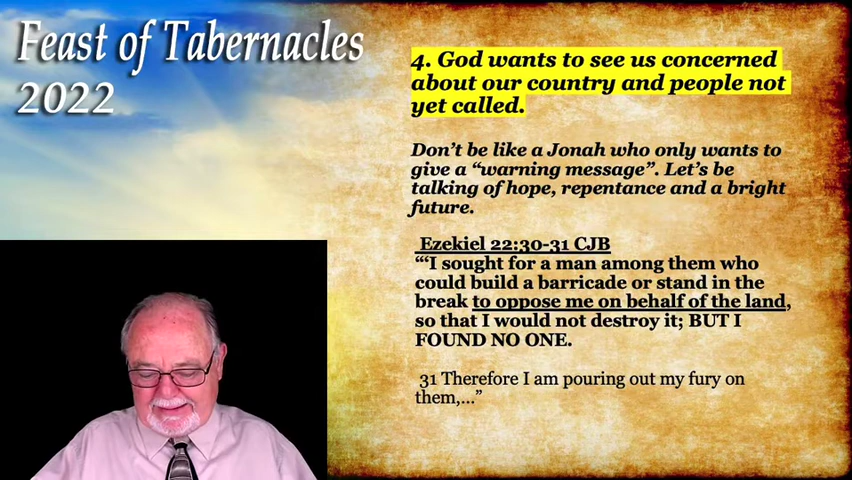 Feast of Tabernacles
2022
4. God wants to see us concerned
about our country and people not
yet called.
Don't be like a Jonah who only wants to
give a “warning message”. Let's be
talking of hope, repentance and a bright
future.
Ezekiel 22:30-31 CJB
“‘I sought for a man among them who
could build a barricade or stand in the
break to oppose me on behalf of the land,
so that I would not destroy it; BUT I
FOUND NO ONE.
31 Therefore I am pouring out my fury on
them,…”